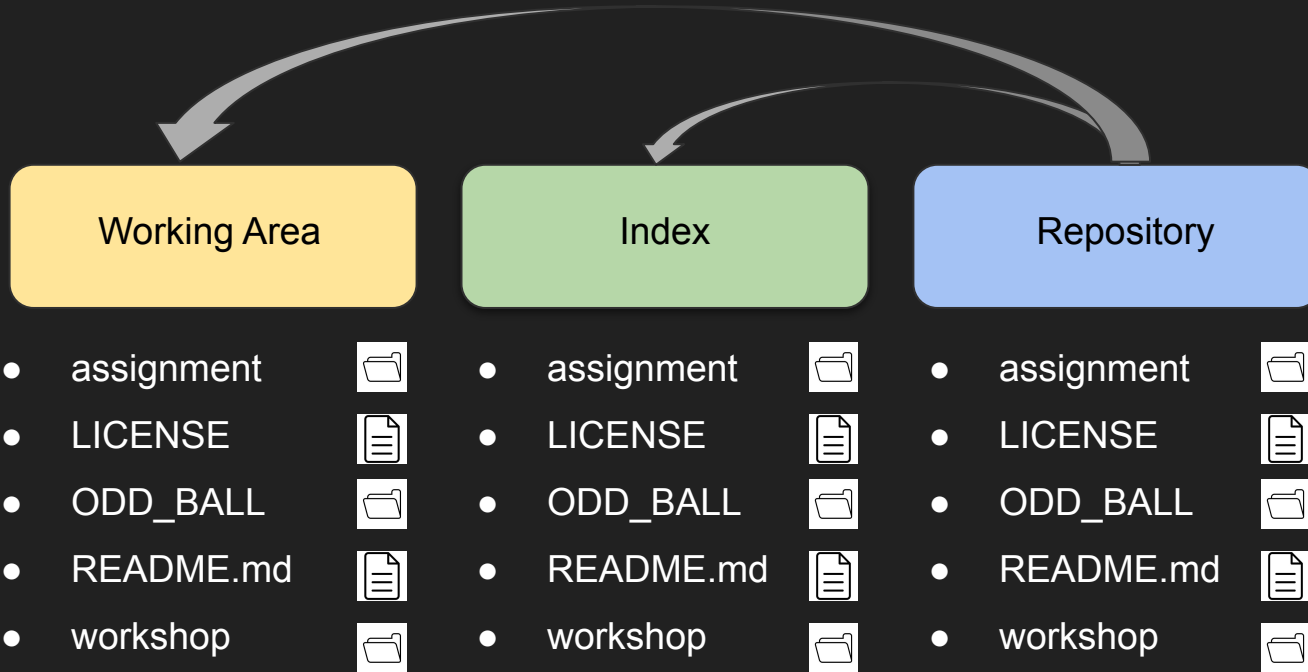 Working Area
Index
Repository
● assignment
● LICENSE
● ODD_BALL
● README.md
● workshop
● assignment
● LICENSE
● ODD_BALL
● README.md
● workshop
● assignment
● LICENSE
● ODD_BALL
● README.md
● workshop